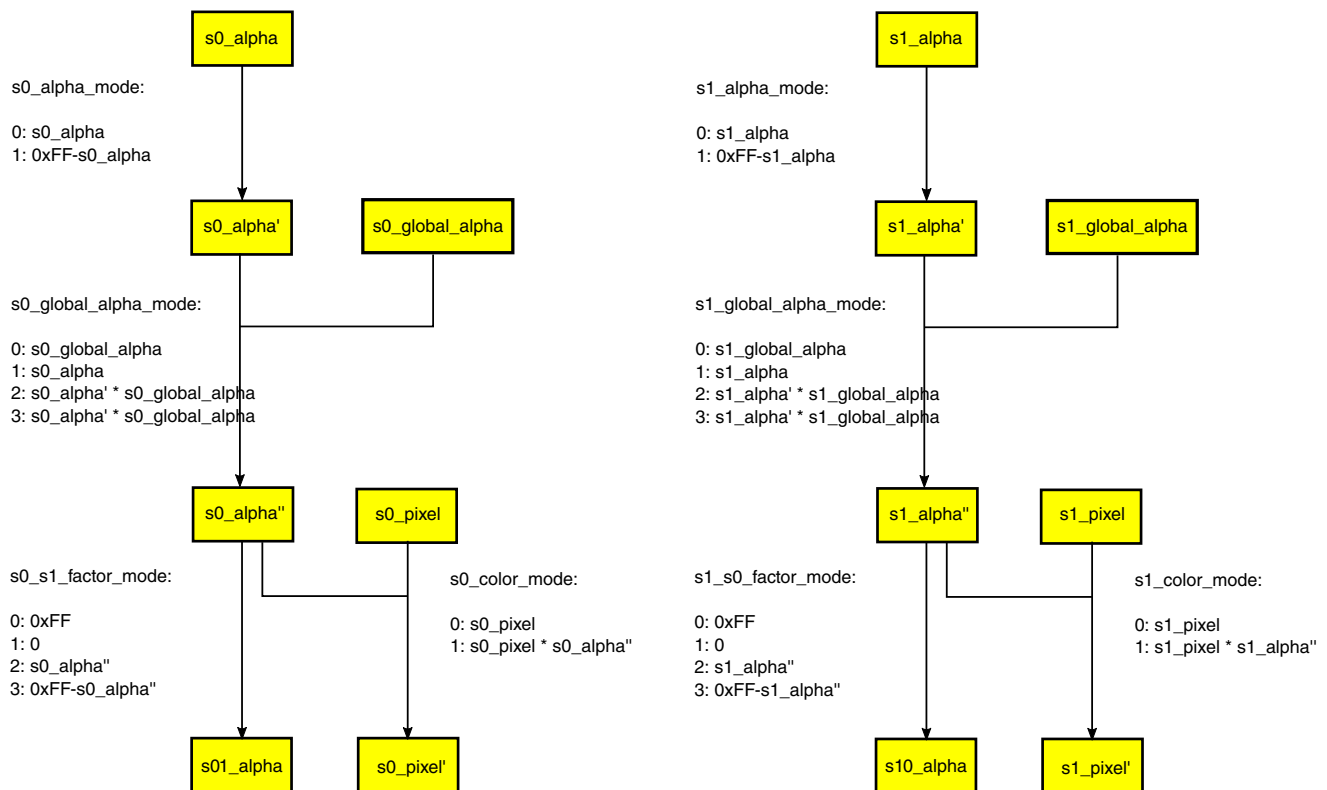 s0_alpha
s0_alpha_mode:
0: s0_alpha
1: 0xFF-s0_alpha
s0_alpha'
s0_global_alpha
s0_global_alpha_mode:
0: s0_global_alpha
1: s0_alpha
2: s0_alpha' * s0_global_alpha
3: s0_alpha' * s0_global_alpha
s0_alpha"
s0_pixel
s0_s1_factor_mode:
0: 0xFF
1: 0
2: s0_alpha"
3: 0xFF-s0_alpha"
s0_color_mode:
0: s0_pixel
1: s0_pixel * s0_alpha"
s01_alpha
s0_pixel'
s1_alpha
s1_alpha_mode:
0: s1_alpha
1: 0xFF-s1_alpha
s1_alpha'
s1_global_alpha
s1_global_alpha_mode:
0: s1_global_alpha
1: s1_alpha
2: s1_alpha' * s1_global_alpha
3: s1_alpha' * s1_global_alpha
s1_alpha"
s1_pixel
s1_s0_factor_mode:
0: 0xFF
1: 0
2: s1_alpha"
3: 0xFF-s1_alpha"
s1_color_mode:
0: s1_pixel
1: s1_pixel * s1_alpha"
s10_alpha
s1_pixel'